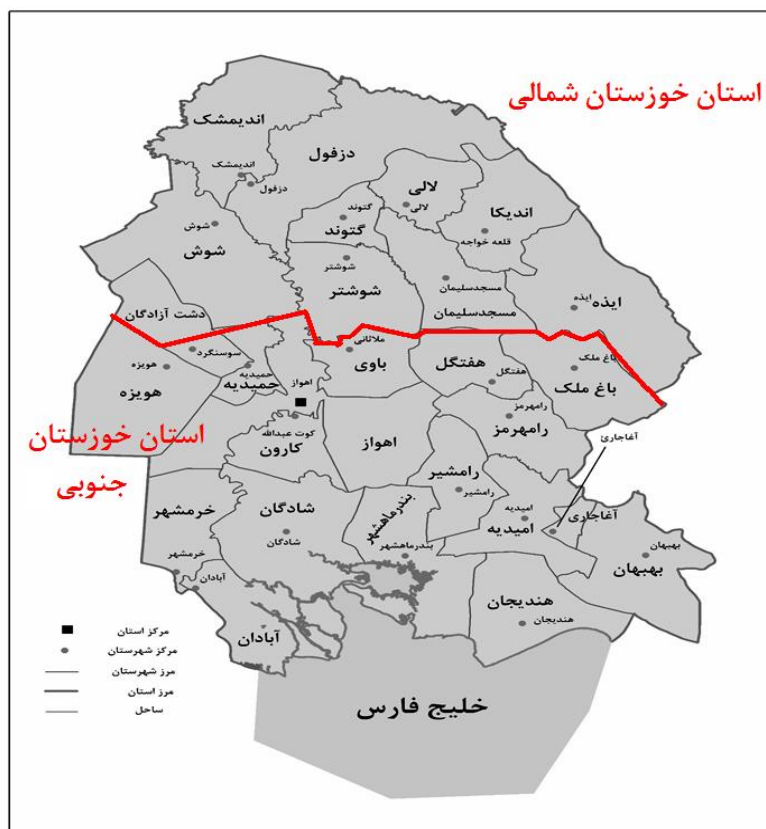 استان خوزستان شمالی
اندیمشک
دزفول
اندیمشک
دزفول
لالی
لالی
اندیکا
قلعه خواجه
گتوند
گتوند
شوش
شوش
شوشتر
شوشتر
مسجدسلیمان
مسجدسلیمان
ایذه
ایذه
دشت آزادگان
سوسنگرد
هویزه
هویزه
حمیدیه
حمیدیه
ملاثانی
باوی
هفتگل
هفتگل
باغ ملک
باغ ملک
اهواز
اهواز
کوت عبدالله
کارون
رامهرمز
رامهرمز
استان خوزستان
جنوبی
آغاجارئ
رامشیر
رامشیر
خرمشهر
خرمشهر
شادگان
شادگان
بندرماهشهر
بندرماهشهر
امیدیه
امیدیه
آغاجاری
بهبهان
بهبهان
آبادان
آبادان
هندیجان
هندیجان
خلیج فارس
مرکز استان
مرکز شهرستان
مرز شهرستان
مرز استان
ساحل